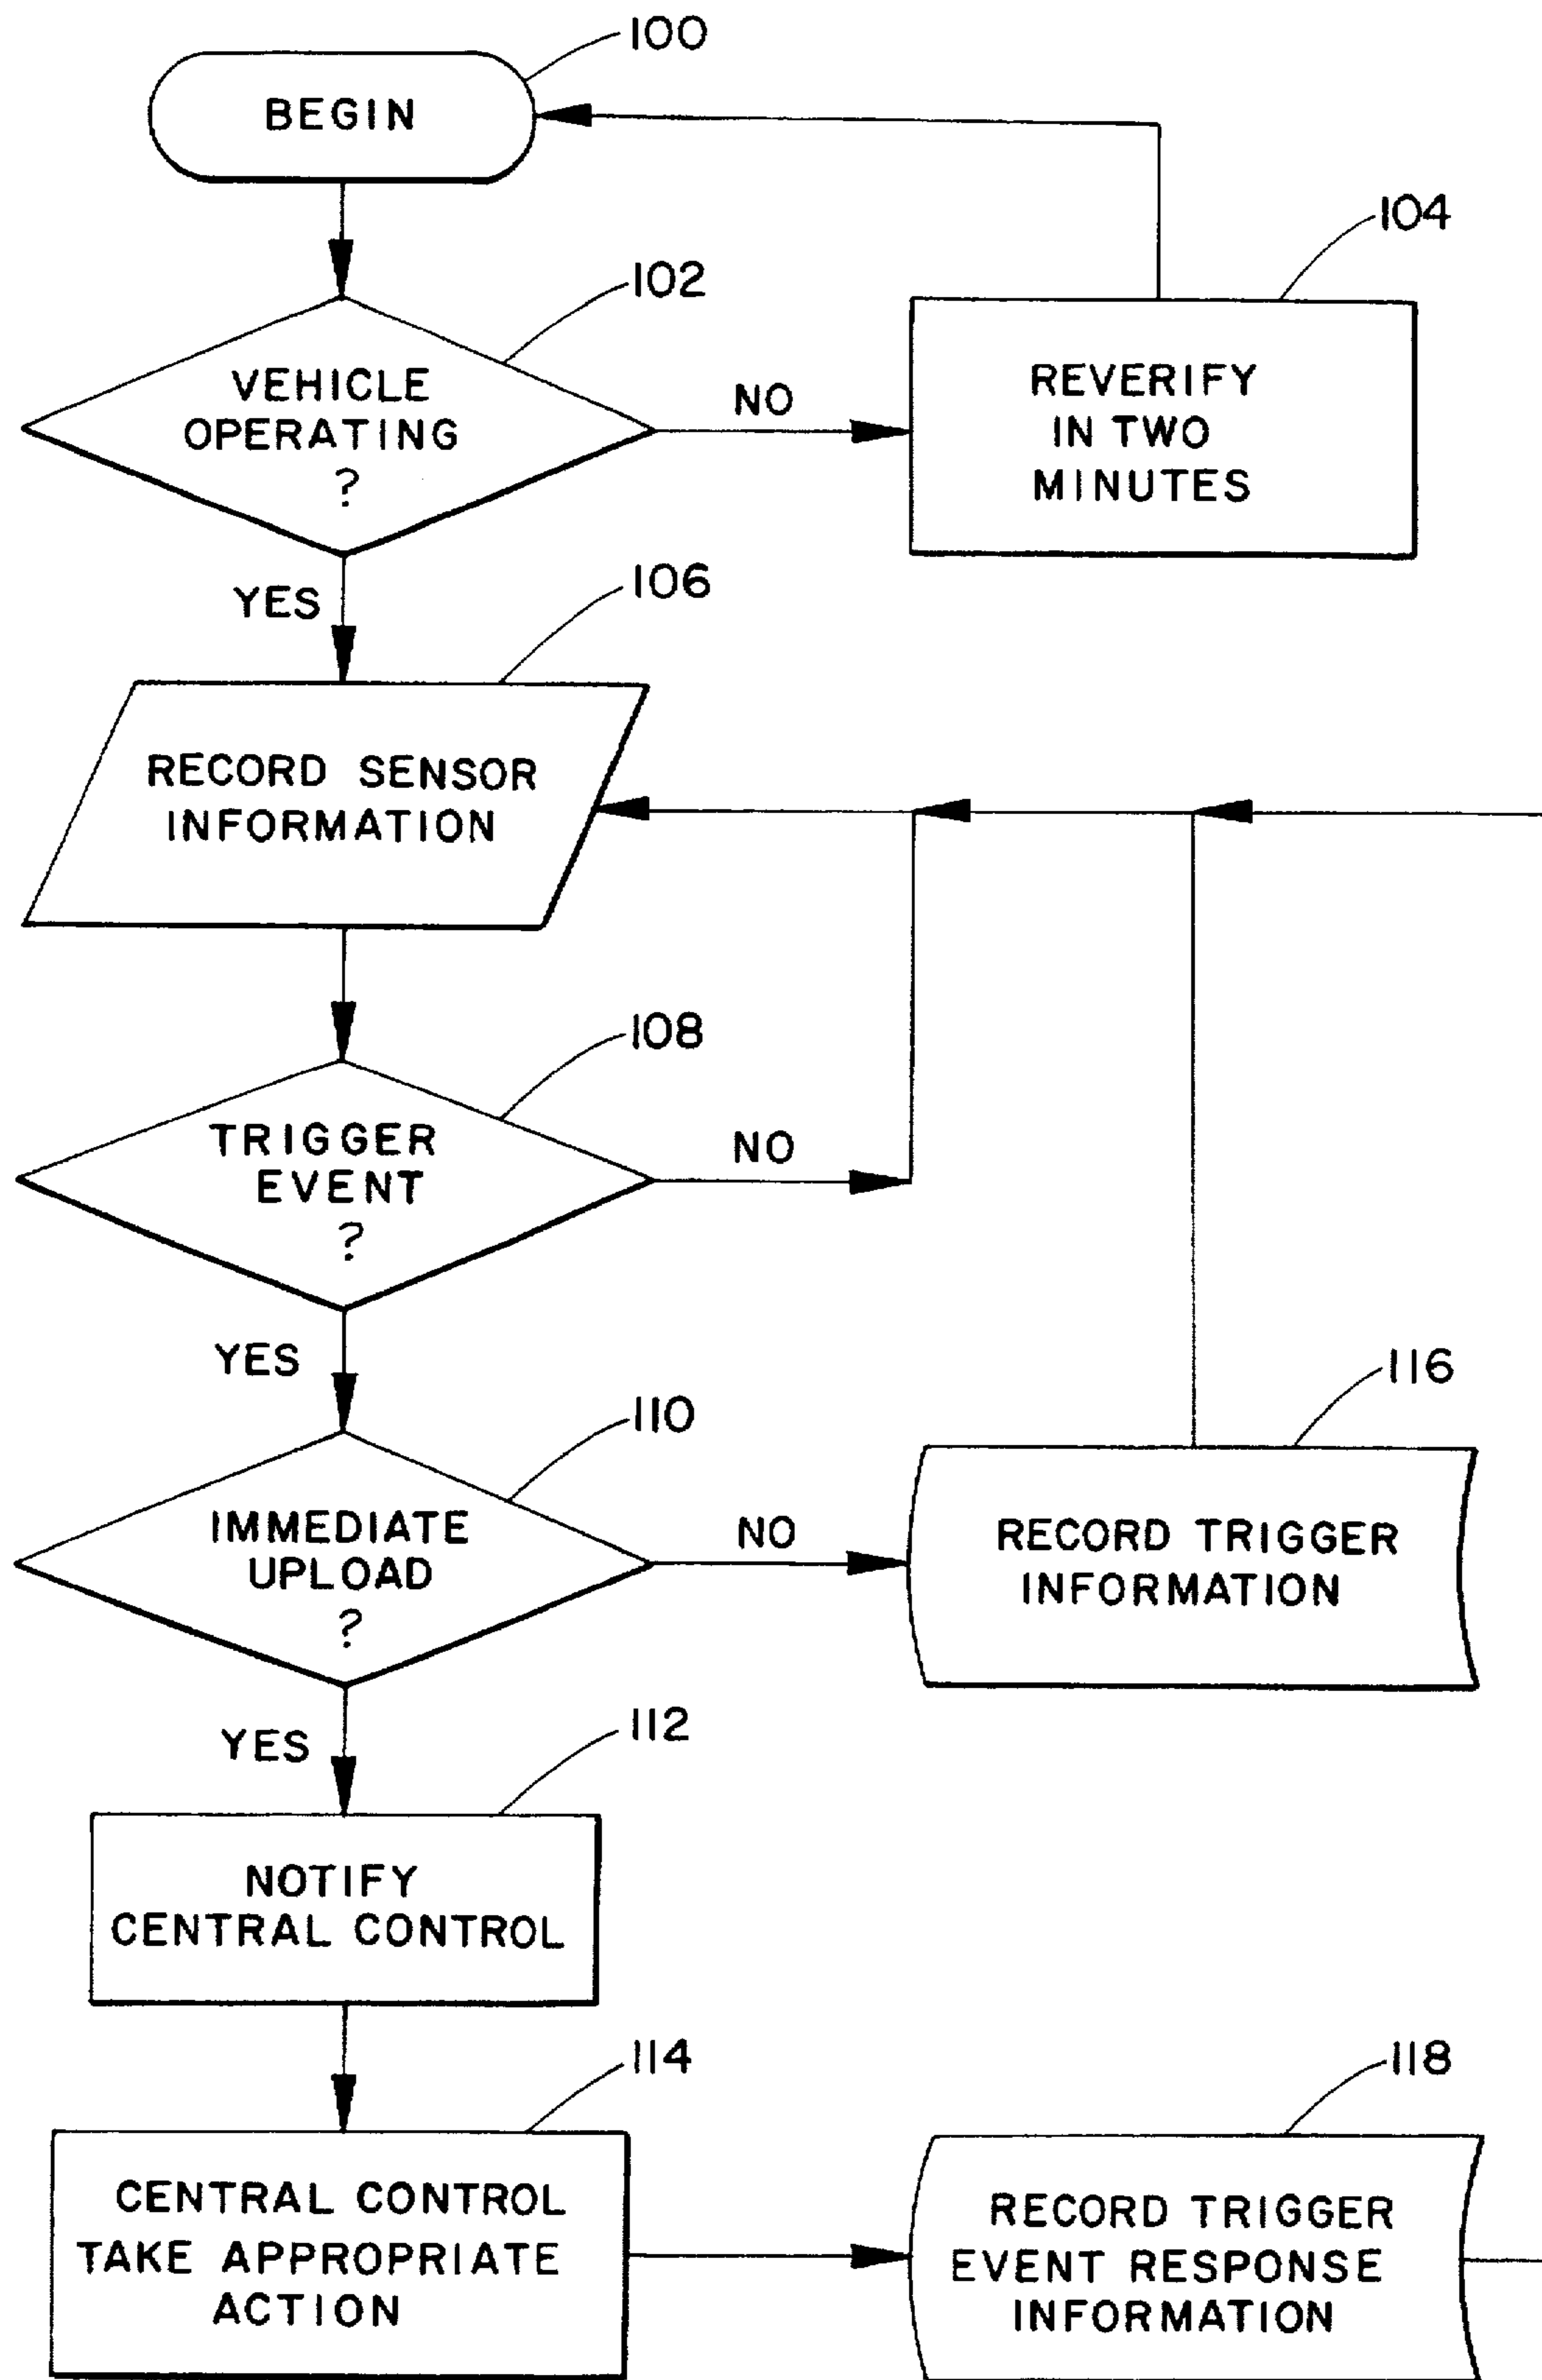 100
BEGIN
104
102
VEHICLE
OPERATING
?
NO
REVERIFY
IN TWO
MINUTES
YES
106
RECORD SENSOR
INFORMATION
108
TRIGGER
EVENT
?
NO
YES
110
116
IMMEDIATE
UPLOAD
?
NO
RECORD TRIGGER
INFORMATION
YES
112
NOTIFY
CENTRAL CONTROL
114
118
CENTRAL CONTROL
TAKE APPROPRIATE
ACTION
RECORD TRIGGER
EVENT RESPONSE
INFORMATION